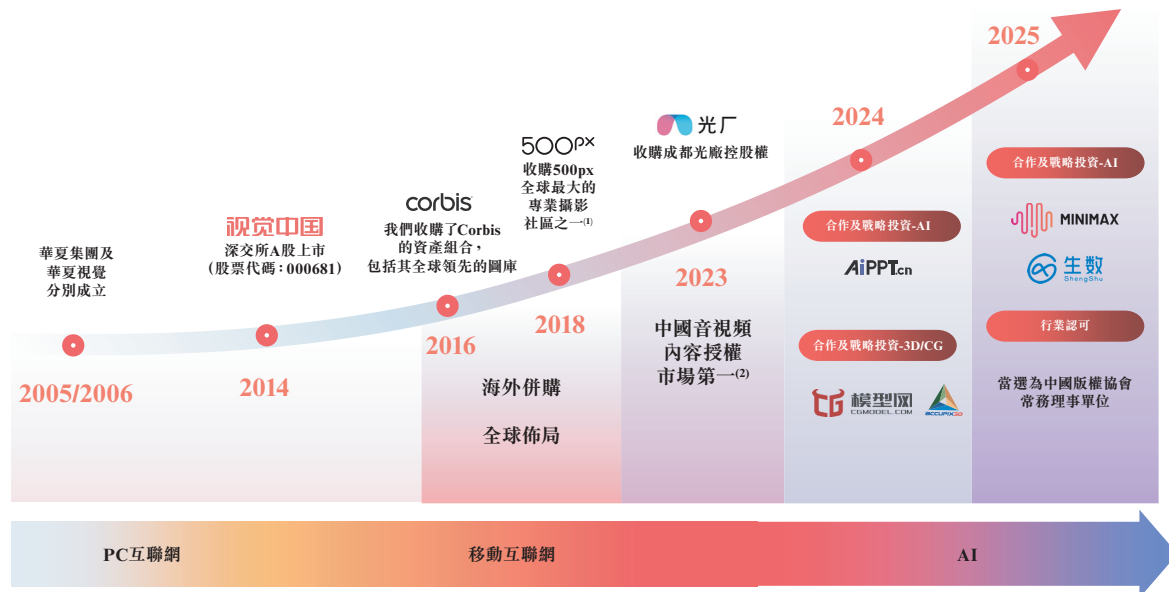 華夏集團及
華夏視覺
分別成立
2005/2006
视觉中国
深交所A股上市
（股票代碼：000681）
2014
corbis
我們收購了Corbis
的資產組合，
包括其全球領先的圖庫
2016
500px
收購500px
全球最大的
專業攝影
社區之一(1)
2018
海外併購
全球佈局
光厂
收購成都光廠控股權
2023
中國音視頻
內容授權
市場第一(2)
2024
合作及戰略投資-AI
AiPPT.cn
合作及戰略投資-3D/CG
CG 模型网
CGMODEL.COM
ACCUPIX3D
2025
合作及戰略投資-AI
MINIMAX
生数
ShengShu
行業認可
當選為中國版權協會
常務理事單位
PC互聯網
移動互聯網
AI